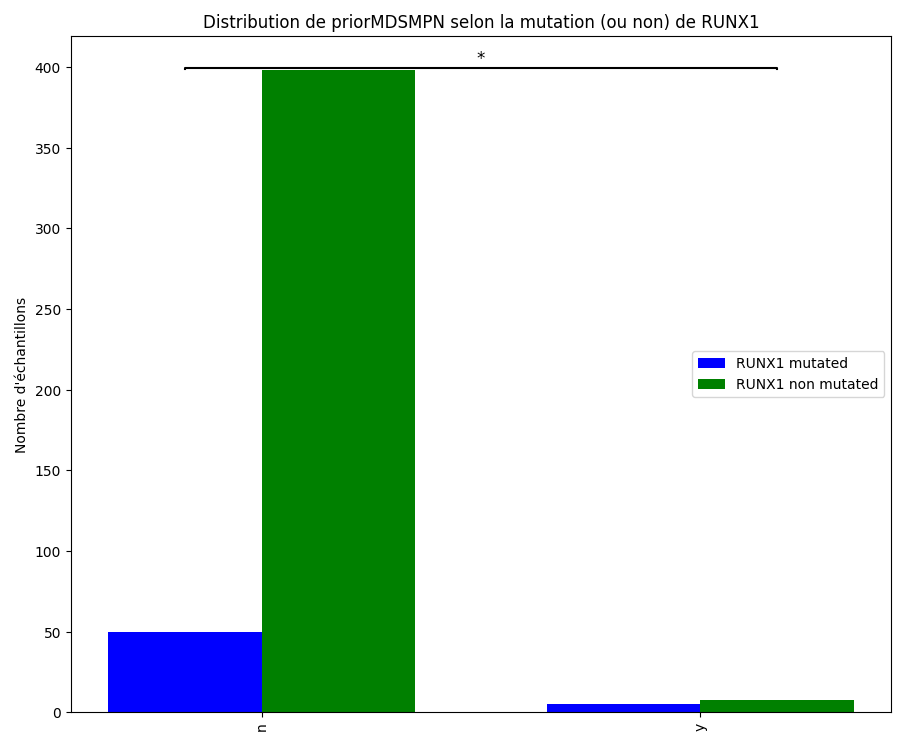 Distribution de priorMDSMPN selon la mutation (ou non) de RUNX1
*
400
350
300
250
200
150
100
50
0
Nombre d'échantillons
RUNX1 mutated
RUNX1 non mutated
n
y